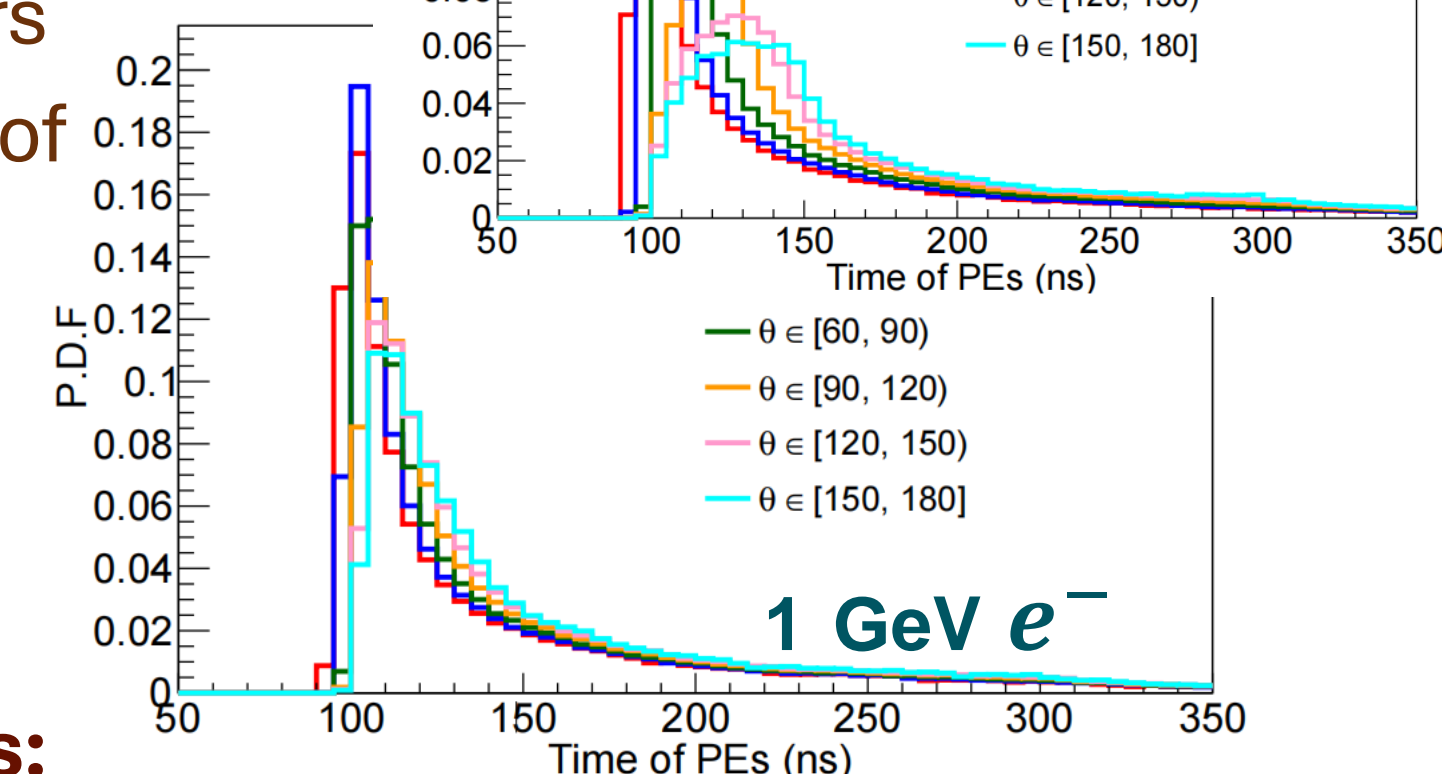 rs
of
s:
0.06
0.04
0.02
0
50 100 150 200 250 300 350
Time of PEs (ns)
θ ∈ [150, 180]
P.D.F
0.2
0.18
0.16
0.14
0.12
0.1
0.08
0.06
0.04
0.02
0
50 100 150 200 250 300 350
Time of PEs (ns)
θ ∈ [60, 90)
θ ∈ [90, 120)
θ ∈ [120, 150)
θ ∈ [150, 180]
1 GeV e⁻